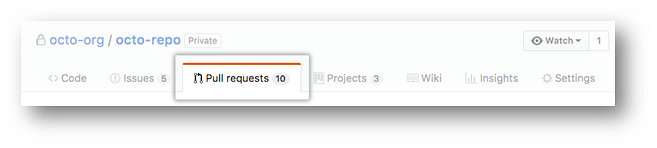 octo-org / octo-repo Private Watch 1
Code Issues 5 Pull requests 10 Projects 3 Wiki Insights Settings